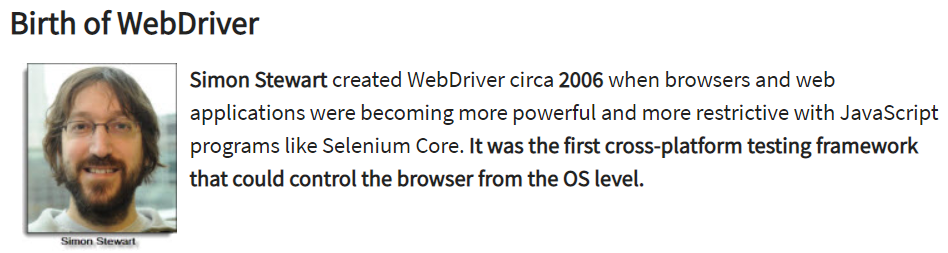 Birth of WebDriver
Simon Stewart created WebDriver circa 2006 when browsers and web
applications were becoming more powerful and more restrictive with JavaScript
programs like Selenium Core. It was the first cross-platform testing framework
that could control the browser from the OS level.
Simon Stewart